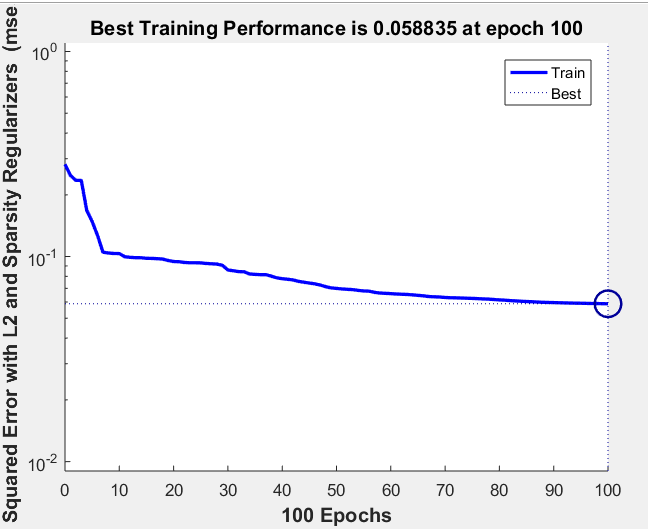 Best Training Performance is 0.058835 at epoch 100
Squared Error with L2 and Sparsity Regularizers (mse
10^0
10^-1
10^-2
Train
Best
0 10 20 30 40 50 60 70 80 90 100
100 Epochs